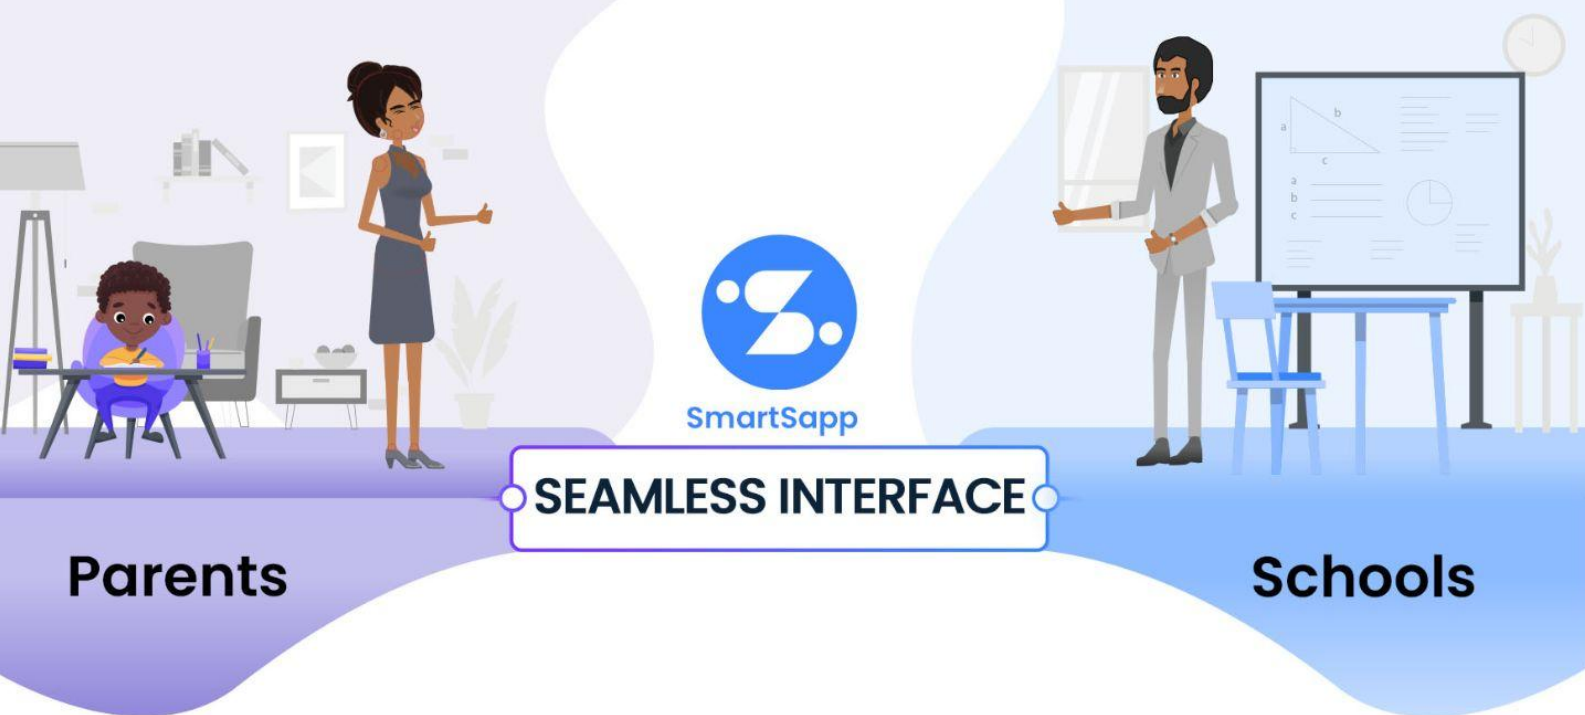 a
b
c
a
b
c
SmartSapp
SEAMLESS INTERFACE
Parents
Schools